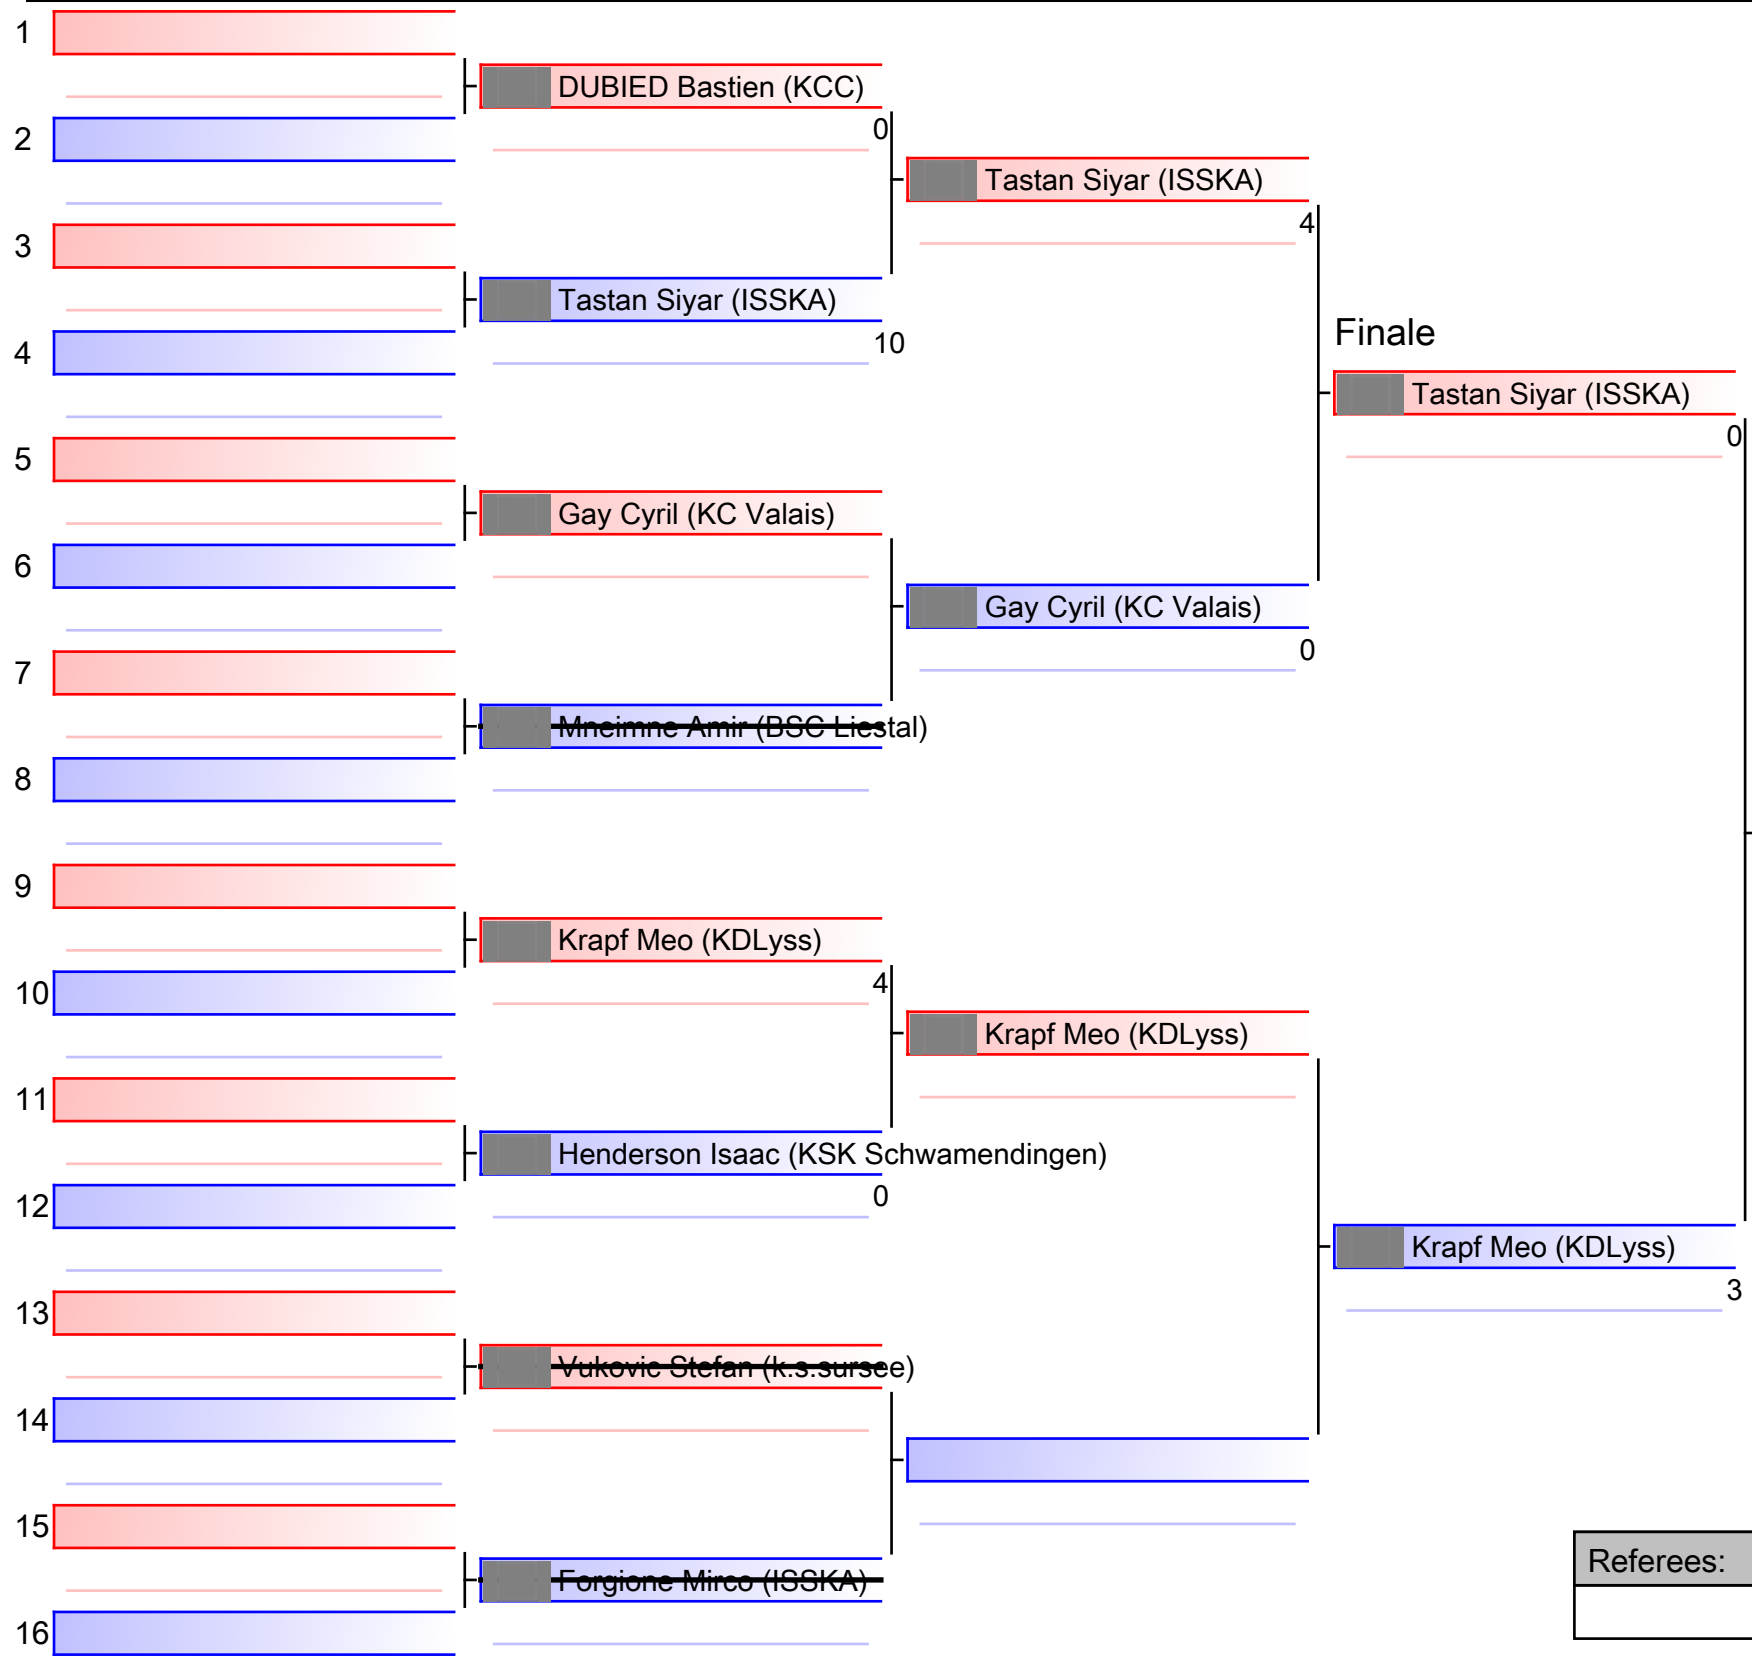 1
DUBIED Bastien (KCC)
0
2
Tastan Siyar (ISSKA)
4
3
Tastan Siyar (ISSKA)
10
4
Finale
Tastan Siyar (ISSKA)
0
5
Gay Cyril (KC Valais)
6
Gay Cyril (KC Valais)
0
7
Mneimne Amir (BSC Liestal)
8
9
Krapf Meo (KDLyss)
4
10
Krapf Meo (KDLyss)
11
Henderson Isaac (KSK Schwamendingen)
0
12
Krapf Meo (KDLyss)
3
13
Vukovic Stefan (k.s.sursee)
14
15
Referees:
Forgione Mirco (ISSKA)
16